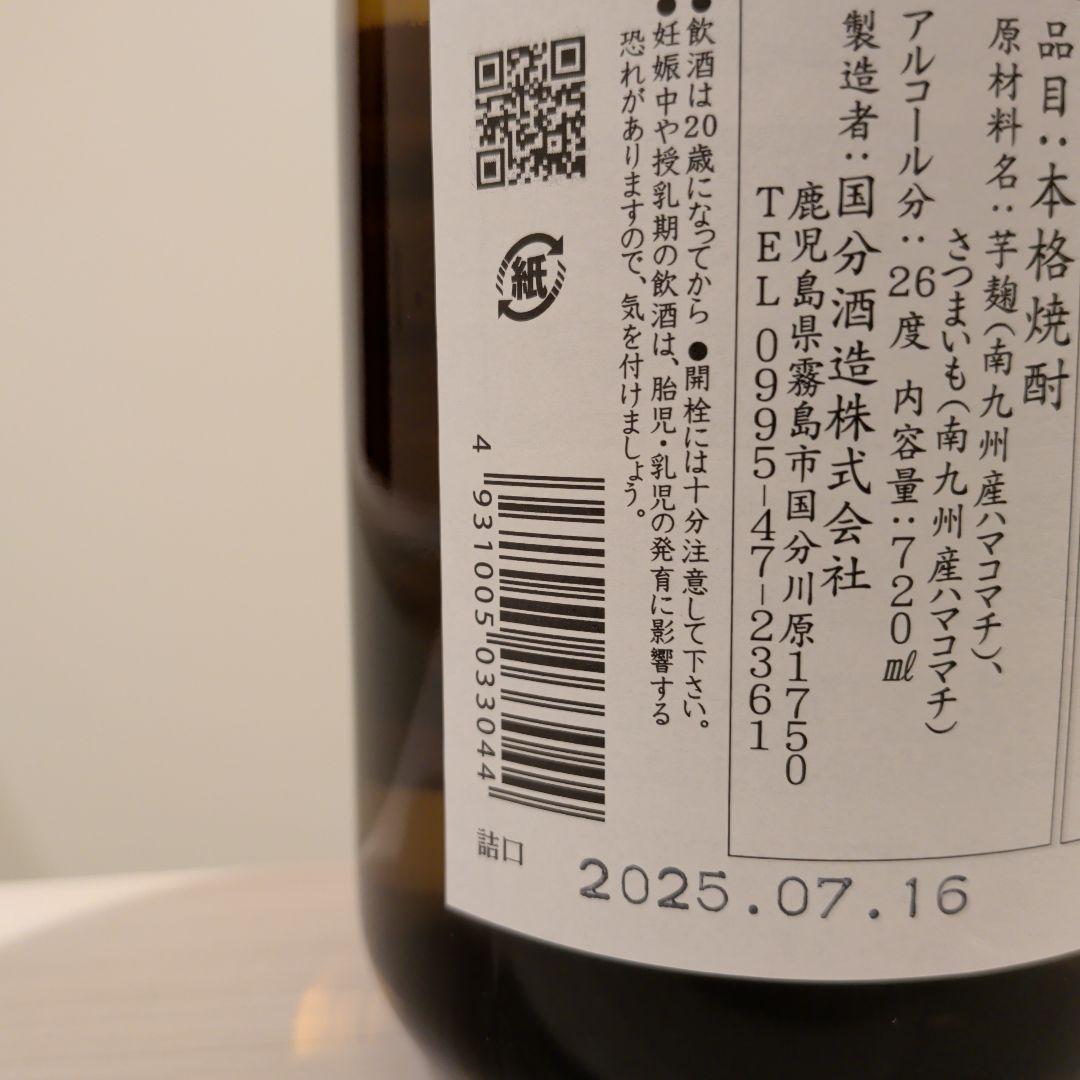 品目：本格焼酎
原材料名：芋麹（南九州産ハマコマチ）、
さつまいも（南九州産ハマコマチ）
アルコール分：26度 内容量：720㎖
製造者：国分酒造株式会社
鹿児島県霧島市国分川原1750
TEL 0995-47-2361
●飲酒は20歳になってから ●開栓には十分注意して下さい。
●妊娠中や授乳期の飲酒は、胎児・乳児の発育に影響する
恐れがありますので、気を付けましょう。
紙
4 931005 033044
詰口
2025.07.16